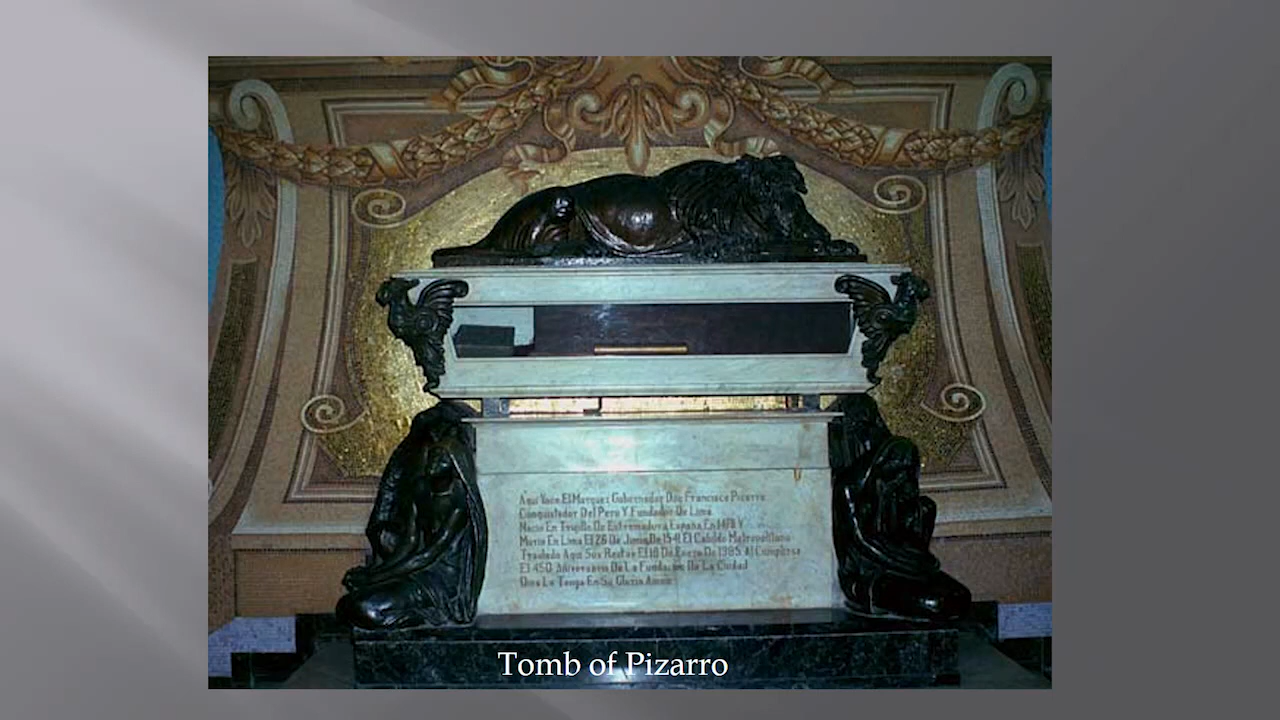 Aqui Yace El Marquez Gobernador Don Francisco Pizarro
Conquistador Del Peru Y Fundador De Lima
Nacio En Trujillo De Extremadura, España, En 1478 Y
Murio En Lima El 26 De Junio De 1541. El Cabildo Metropolitano
Traslado Aqui Sus Restos El 18 De Enero De 1985 Al Cumplirse
El 450 Aniversario De La Fundacion De La Ciudad
Dios Le Tenga En Su Gloria Amen
Tomb of Pizarro